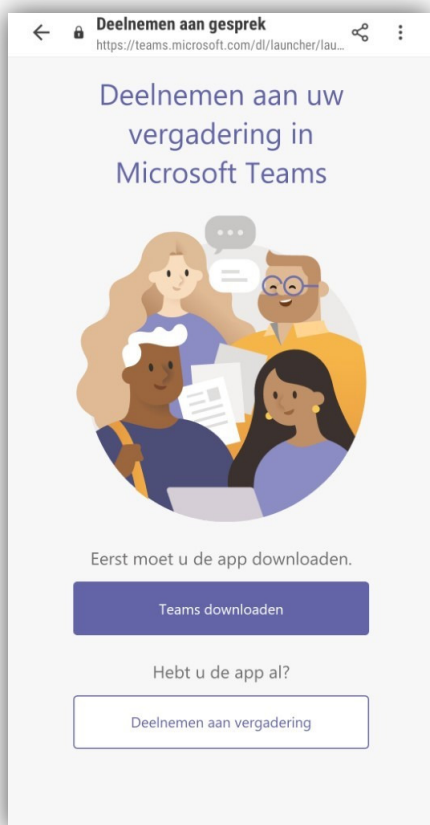 Deelnemen aan gesprek
https://teams.microsoft.com/dl/launcher/lau...
Deelnemen aan uw
vergadering in
Microsoft Teams
Eerst moet u de app downloaden.
Teams downloaden
Hebt u de app al?
Deelnemen aan vergadering